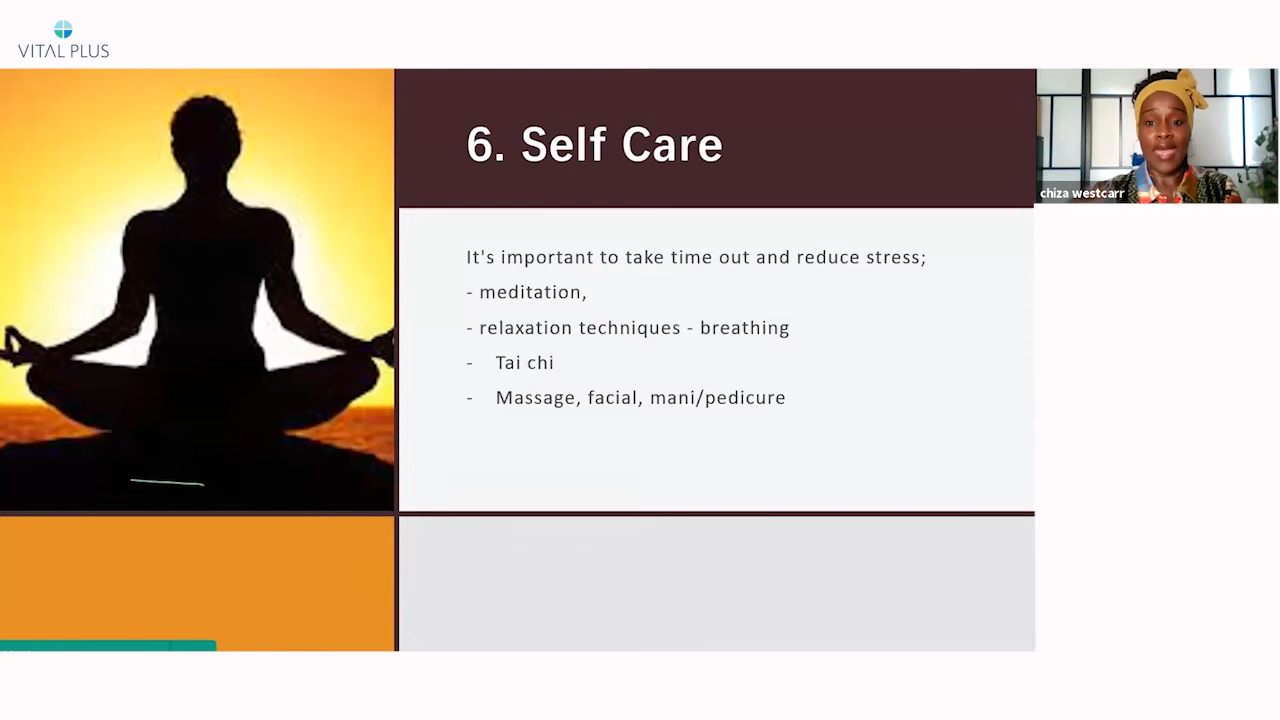 VITAL PLUS
6. Self Care
chiza westcarr
It's important to take time out and reduce stress;
- meditation,
- relaxation techniques - breathing
- Tai chi
- Massage, facial, mani/pedicure